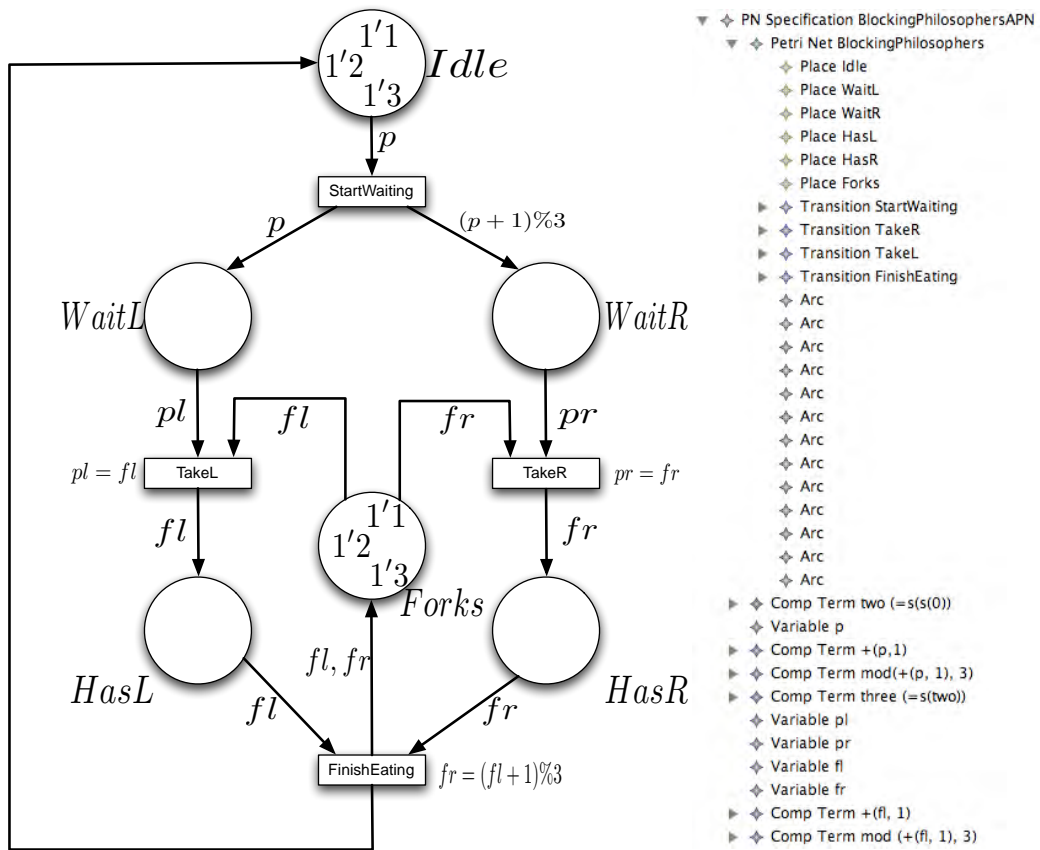 1′1
1′2
1′3
Idle
p
StartWaiting
p
(p + 1)%3
WaitL
WaitR
pl
fl
fr
pr
pl = fl
TakeL
TakeR
pr = fr
fl
1′1
1′2
1′3
fr
Forks
HasL
fl, fr
HasR
fl
fr
FinishEating
fr = (fl + 1)%3
PN Specification BlockingPhilosophersAPN
Petri Net BlockingPhilosophers
Place Idle
Place WaitL
Place WaitR
Place HasL
Place HasR
Place Forks
Transition StartWaiting
Transition TakeR
Transition TakeL
Transition FinishEating
Arc
Arc
Arc
Arc
Arc
Arc
Arc
Arc
Arc
Arc
Arc
Arc
Arc
Comp Term two (=s(s(0))
Variable p
Comp Term +(p,1)
Comp Term mod(+(p, 1), 3)
Comp Term three (=s(two))
Variable pl
Variable pr
Variable fl
Variable fr
Comp Term +(fl, 1)
Comp Term mod (+(fl, 1), 3)